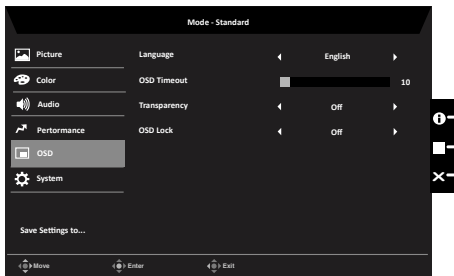 Mode - Standard
Picture
Language
English
Color
OSD Timeout
10
Audio
Transparency
Off
Pertormance
OSD Lock
Off
OSD
System
Save Settings to...
Move
Enter
Exit